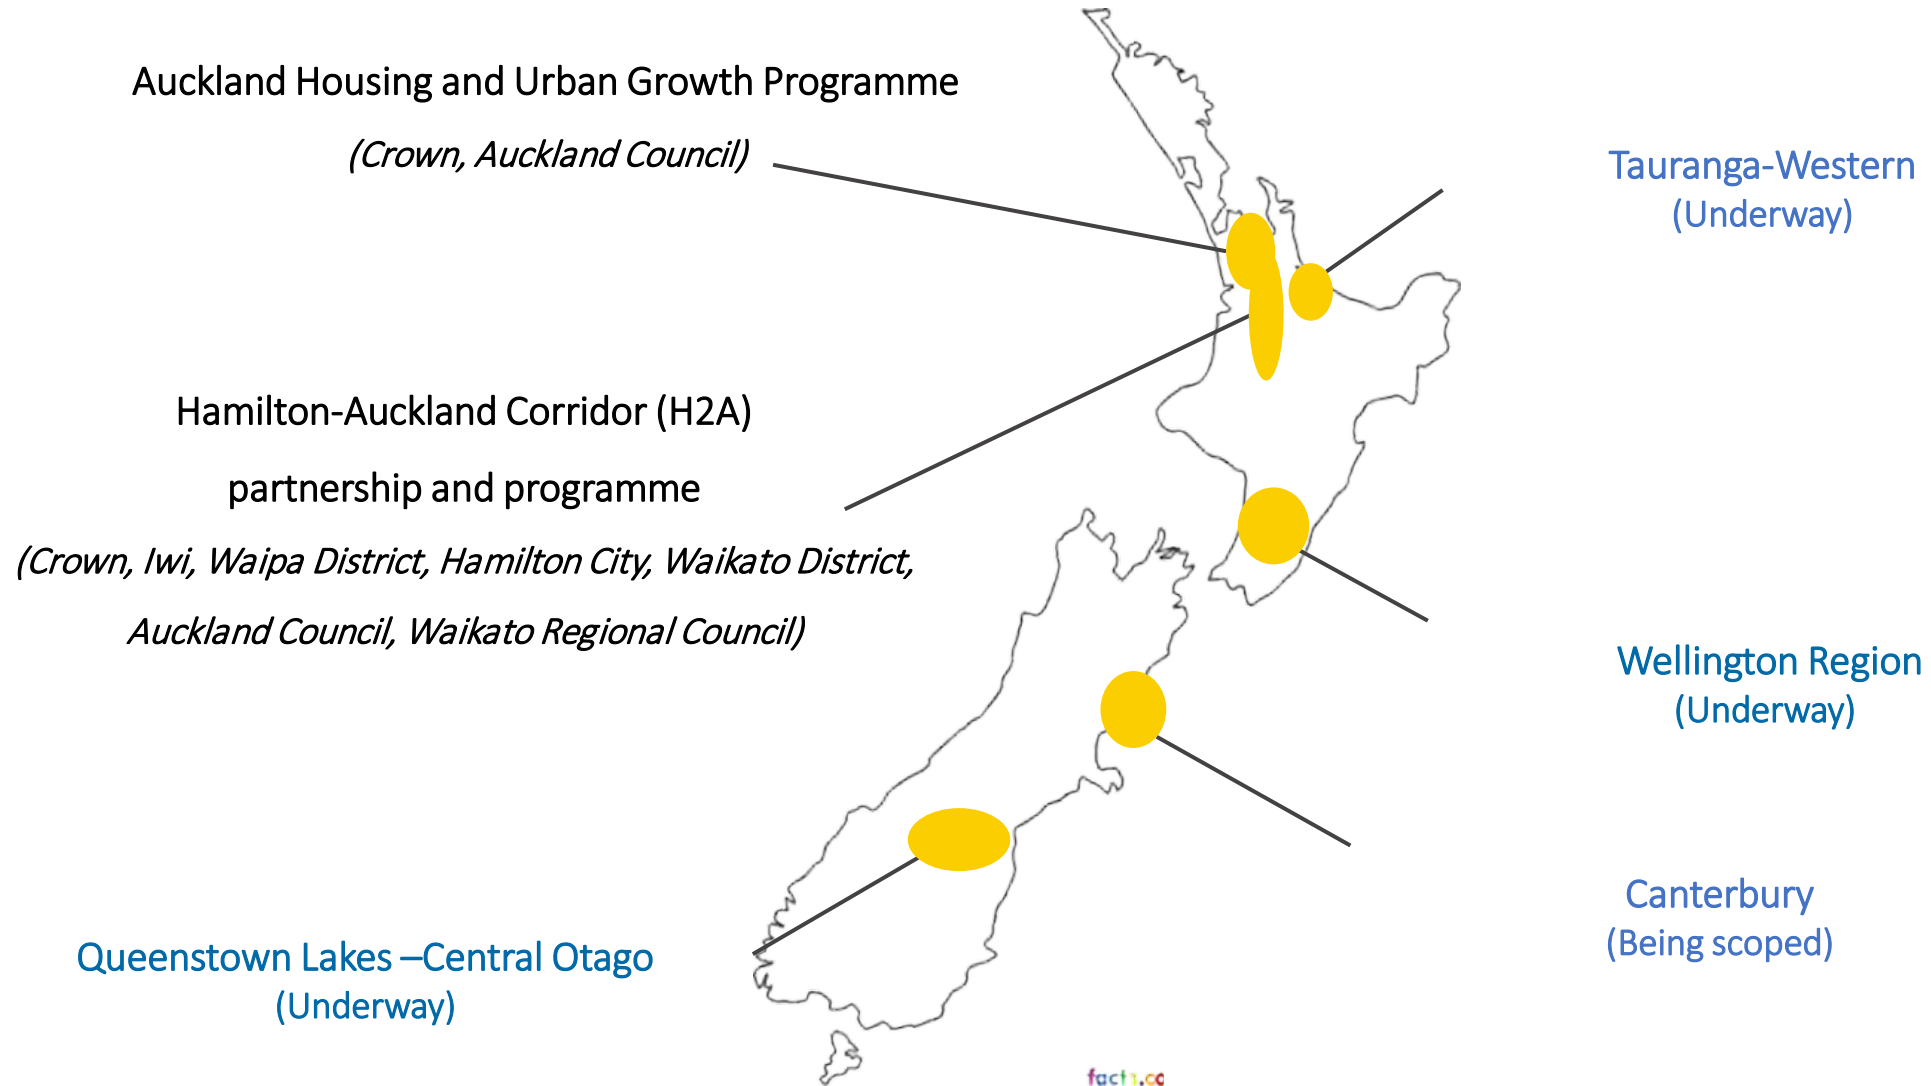 Auckland Housing and Urban Growth Programme
(Crown, Auckland Council)
Tauranga-Western
(Underway)
Hamilton-Auckland Corridor (H2A)
partnership and programme
(Crown, Iwi, Waipa District, Hamilton City, Waikato District,
Auckland Council, Waikato Regional Council)
Wellington Region
(Underway)
Canterbury
(Being scoped)
Queenstown Lakes –Central Otago
(Underway)